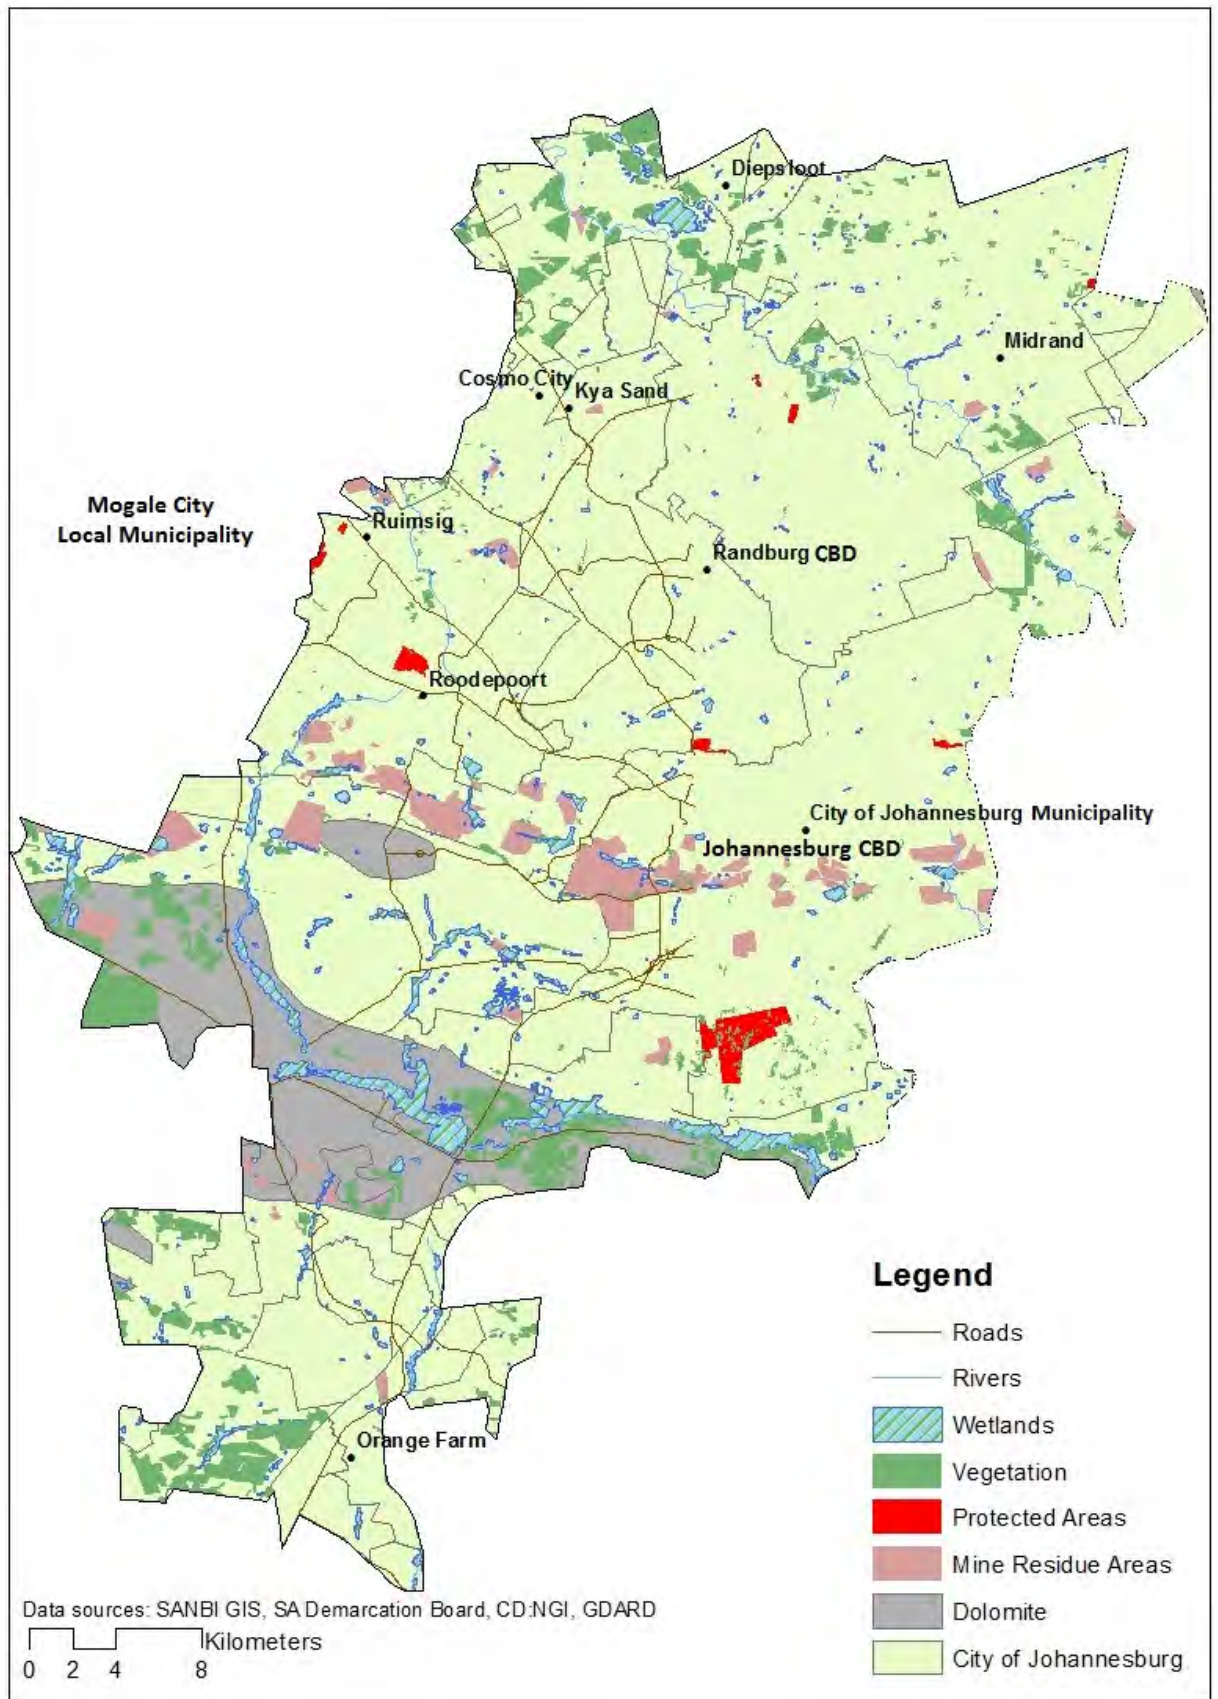 Diepsloot
Midrand
Cosmo City
Kya Sand
Mogale City
Local Municipality
Ruimsig
Randburg CBD
Roodepoort
City of Johannesburg Municipality
Johannesburg CBD
Orange Farm
Legend
Roads
Rivers
Wetlands
Vegetation
Protected Areas
Mine Residue Areas
Dolomite
City of Johannesburg
Data sources: SANBI GIS, SA Demarcation Board, CD:NGI, GDARD
Kilometers
0 2 4 8